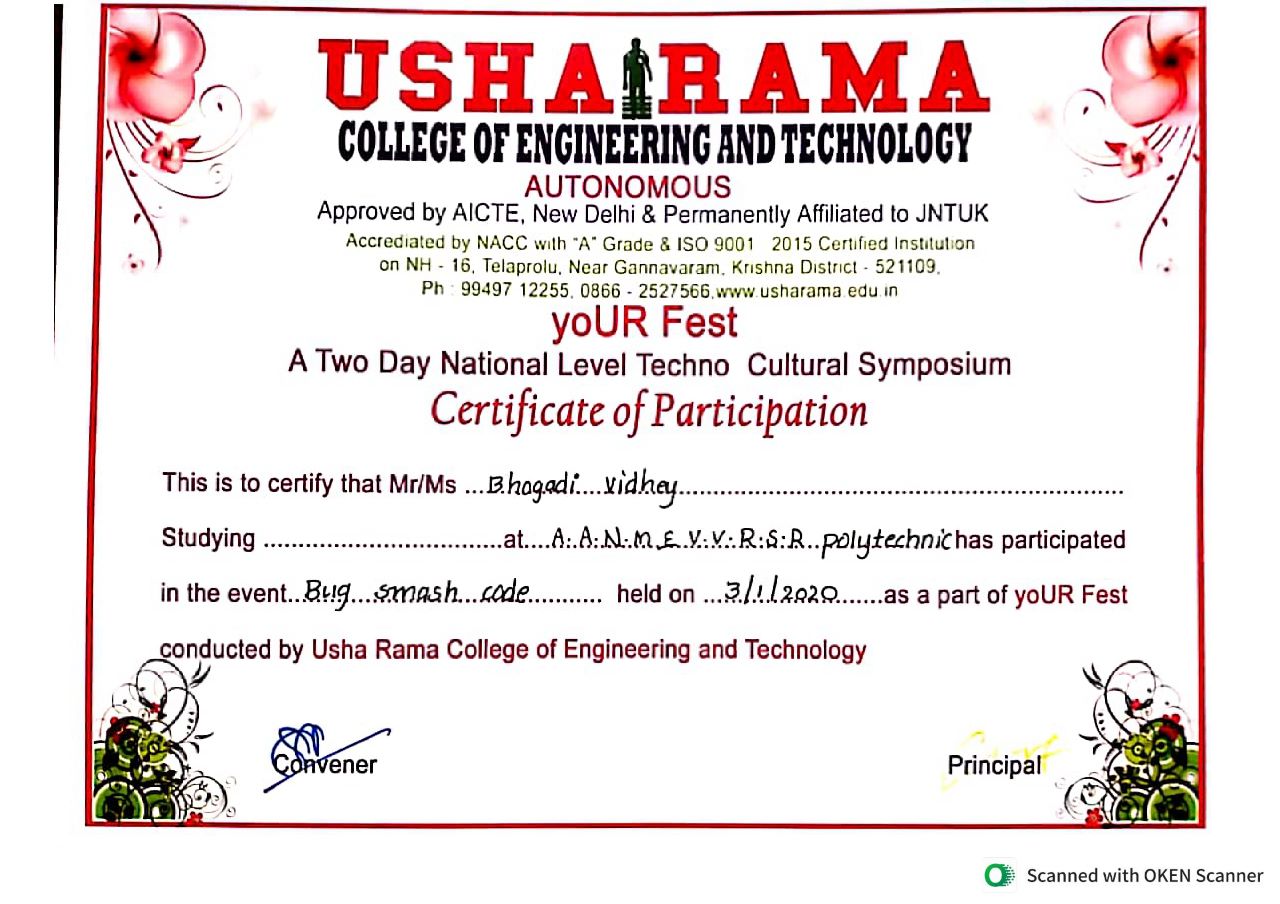 USHA RAMA
COLLEGE OF ENGINEERING AND TECHNOLOGY
AUTONOMOUS
Approved by AICTE, New Delhi & Permanently Affiliated to JNTUK
Accrediated by NACC with "A" Grade & ISO 9001 2015 Certified Institution
on NH - 16, Telaprolu, Near Gannavaram, Krishna District - 521109,
Ph : 99497 12255, 0866 - 2527566,www.usharama.edu.in
yoUR Fest
A Two Day National Level Techno Cultural Symposium
Certificate of Participation
This is to certify that Mr/Ms ...Bhagadi....vidhey...
Studying ..................................at....A.A.N.M.E.V.V.R.S.R..polytechnic has participated
in the event..Bug...smash...code........... held on ...3/1/2020.......as a part of yoUR Fest
conducted by Usha Rama College of Engineering and Technology
Convener Principal
Scanned with OKEN Scanner